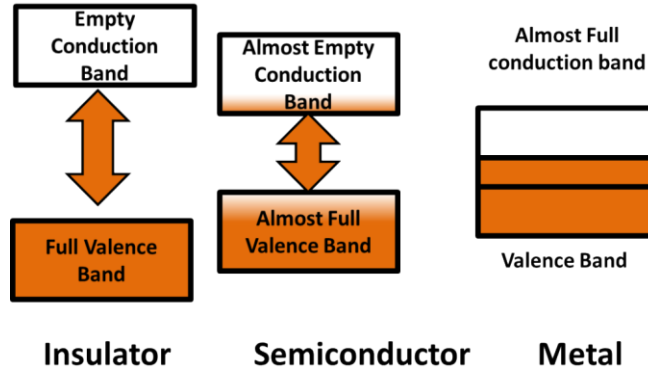 Empty
Conduction
Band
Full Valence
Band
Insulator
Almost Empty
Conduction
Band
Almost Full
Valence Band
Semiconductor
Almost Full
conduction band
Valence Band
Metal